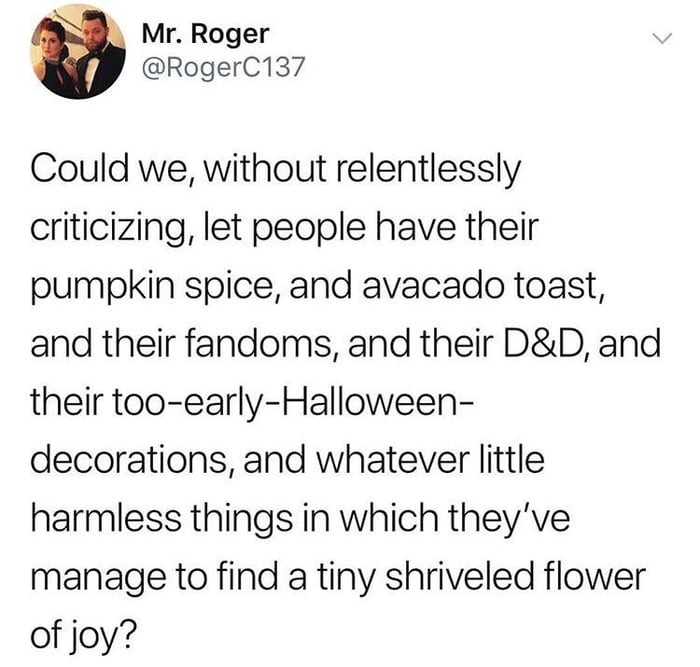 Mr. Roger
@RogerC137
Could we, without relentlessly
criticizing, let people have their
pumpkin spice, and avacado toast,
and their fandoms, and their D&D, and
their too-early-Halloween-
decorations, and whatever little
harmless things in which they've
manage to find a tiny shriveled flower
of joy?